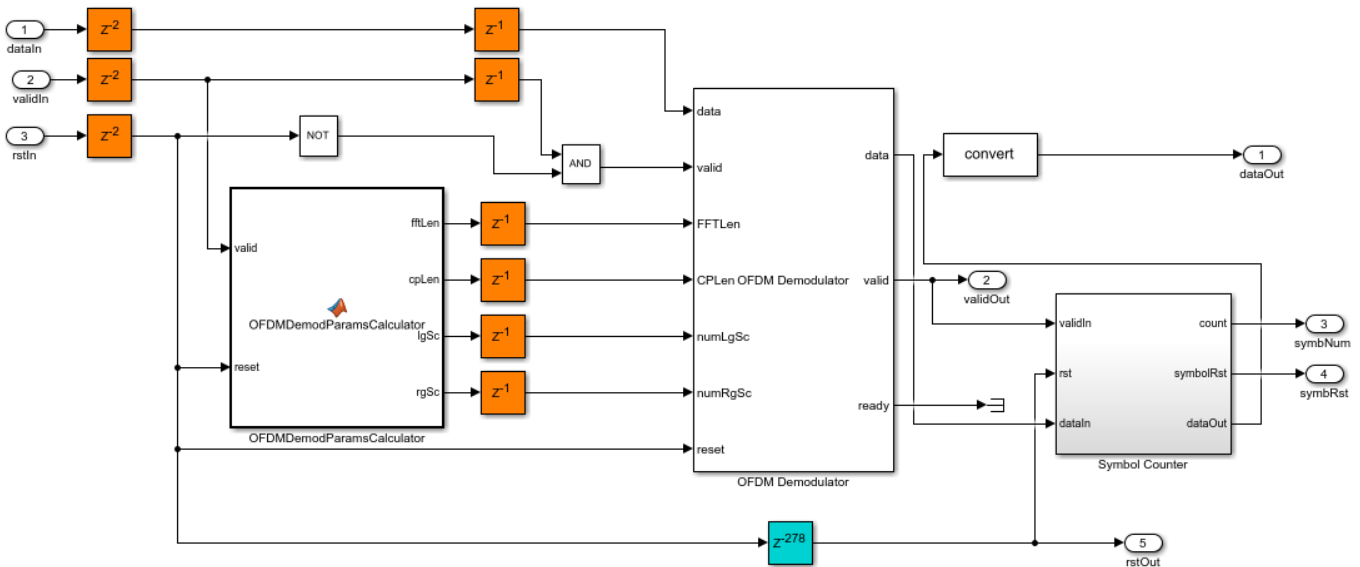 1
dataIn
z-2
z-1
2
validIn
z-2
z-1
3
rstIn
z-2
NOT
AND
valid
reset
OFDMDemodParamsCalculator
fftLen
cpLen
lgSc
rgSc
OFDMDemodParamsCalculator
z-1
z-1
z-1
z-1
data
valid
FFTLen
CPLen
numLgSc
numRgSc
reset
OFDM Demodulator
data
valid
ready
OFDM Demodulator
convert
1
dataOut
2
validOut
validIn
rst
dataIn
count
symbolRst
dataOut
Symbol Counter
3
symbNum
4
symbRst
z-278
5
rstOut